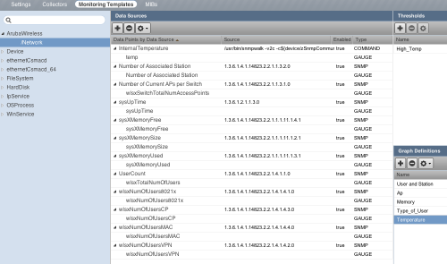 Settings Collectors Monitoring Templates MIBs
ArubaWireless
Network
Device
ethernetCsmacd
ethernetCsmacd_64
FileSystem
HardDisk
IpService
OSProcess
WinService
Data Sources
Data Points by Data Source Source Enabled Type
InternalTemperature true COMMAND
temp GAUGE
Number of Associated Station 1.3.6.1.4.1.14823.2.2.1.1.3.2.0 true SNMP
Number of Associated Station GAUGE
Number of Current APs per Switch 1.3.6.1.4.1.14823.2.2.1.1.3.1.0 true SNMP
wlsxSwitchTotalNumAccessPoints GAUGE
sysUpTime 1.3.6.1.2.1.1.3.0 true SNMP
sysUpTime GAUGE
sysXMemoryFree 1.3.6.1.4.1.14823.2.2.1.1.1.11.1.4.1 true SNMP
sysXMemoryFree GAUGE
sysXMemorySize 1.3.6.1.4.1.14823.2.2.1.1.1.11.1.2.1 true SNMP
sysXMemorySize GAUGE
sysXMemoryUsed 1.3.6.1.4.1.14823.2.2.1.1.1.11.1.3.1 true SNMP
sysXMemoryUsed GAUGE
UserCount 1.3.6.1.4.1.14823.2.2.1.4.1.1.0 true SNMP
wlsxTotalNumOfUsers GAUGE
wlsxNumOfUsers8021x 1.3.6.1.4.1.14823.2.2.1.4.1.4.1.0 true SNMP
wlsxNumOfUsers8021x GAUGE
wlsxNumOfUsersCP 1.3.6.1.4.1.14823.2.2.1.4.1.4.3.0 true SNMP
wlsxNumOfUsersCP GAUGE
wlsxNumOfUsersMAC 1.3.6.1.4.1.14823.2.2.1.4.1.4.4.0 true SNMP
wlsxNumOfUsersMAC GAUGE
wlsxNumOfUsersVPN 1.3.6.1.4.1.14823.2.2.1.4.1.4.2.0 true SNMP
wlsxNumOfUsersVPN GAUGE
Thresholds
Name
High_Temp
Graph Definitions
Name
User and Station
Ap
Memory
Type_of_User
Temperature